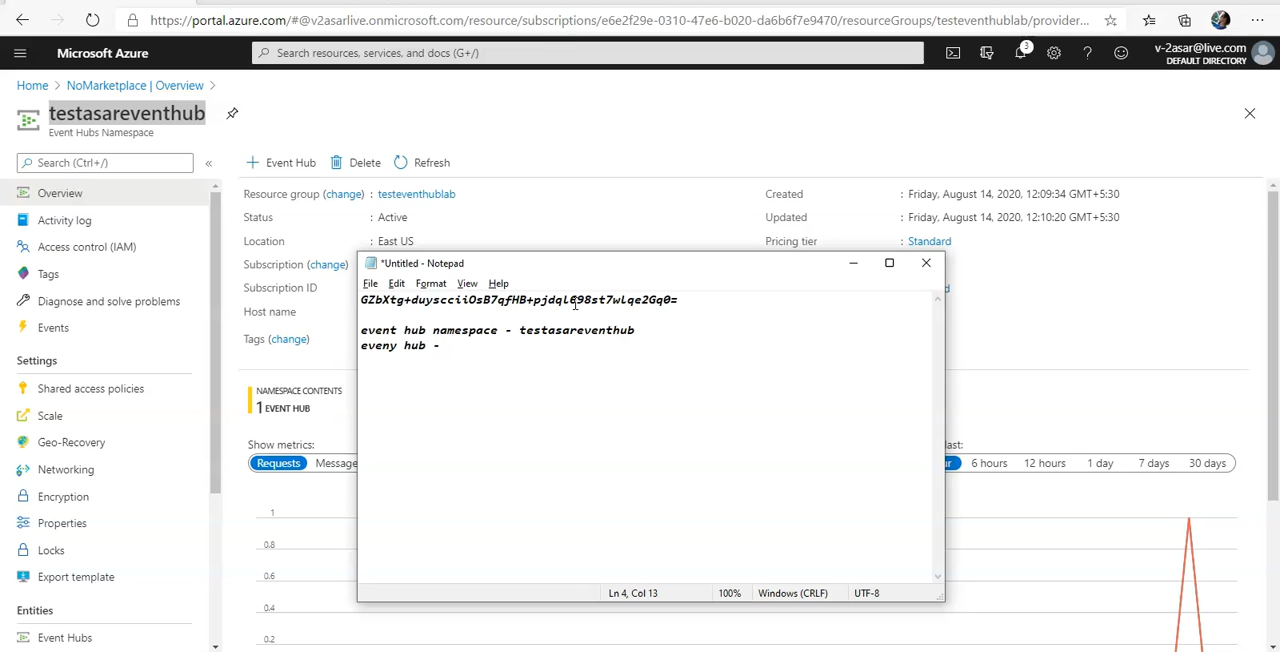 https://portal.azure.com/#@v2asarlive.onmicrosoft.com/resource/subscriptions/e6e2f29e-0310-47e6-b020-da6b6f7e9470/resourceGroups/testeventhublab/provider...
Microsoft Azure
Search resources, services, and docs (G+/)
3
v-2asar@live.com
DEFAULT DIRECTORY
Home > NoMarketplace | Overview >
testasareventhub
Event Hubs Namespace
Search (Ctrl+/)
«
+ Event Hub
Delete
Refresh
Overview
Activity log
Access control (IAM)
Tags
Diagnose and solve problems
Events
Settings
Shared access policies
Scale
Geo-Recovery
Networking
Encryption
Properties
Locks
Export template
Entities
Event Hubs
Resource group (change) : testeventhublab
Status : Active
Location : East US
Subscription (change)
Subscription ID
Host name
Tags (change)
Created : Friday, August 14, 2020, 12:09:34 GMT+5:30
Updated : Friday, August 14, 2020, 12:10:20 GMT+5:30
Pricing tier : Standard
NAMESPACE CONTENTS
1 EVENT HUB
Show metrics:
Requests
Message
last:
6 hours
12 hours
1 day
7 days
30 days
1
0.8
0.6
0.4
0.2
*Untitled - Notepad
File Edit Format View Help
GZbXtg+duyscciiOsB7qfHB+pjdql698st7wlqe2Gq0=
event hub namespace - testasareventhub
eveny hub -
Ln 4, Col 13
100%
Windows (CRLF)
UTF-8